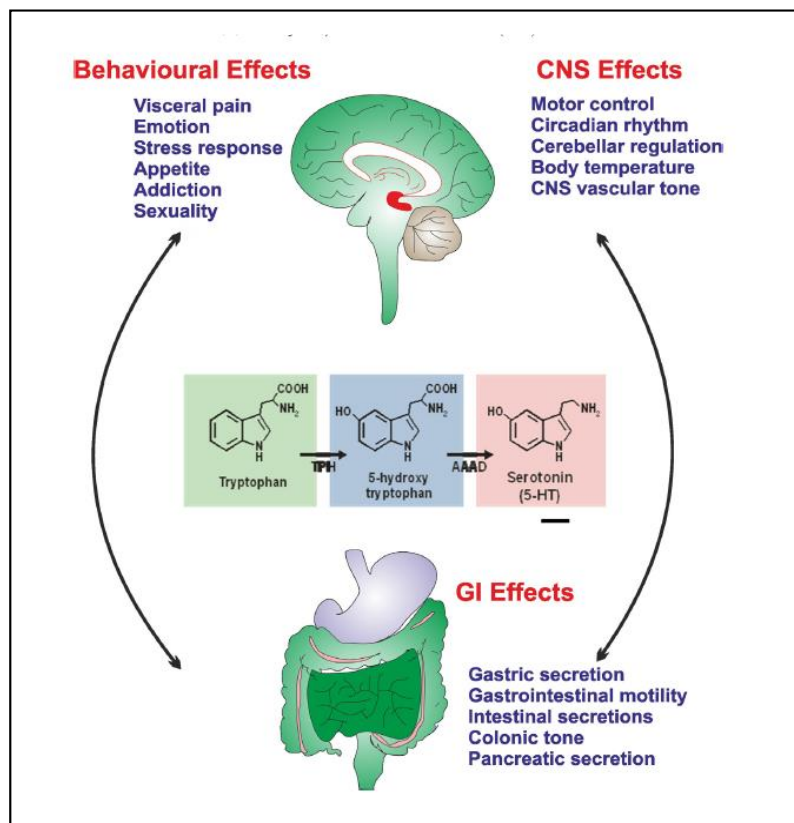 Behavioural Effects
Visceral pain
Emotion
Stress response
Appetite
Addiction
Sexuality
CNS Effects
Motor control
Circadian rhythm
Cerebellar regulation
Body temperature
CNS vascular tone
COOH
NH2
N
H
Tryptophan
TPH
HO
COOH
NH2
N
H
5-hydroxy
tryptophan
AAAD
HO
NH2
N
H
Serotonin
(5-HT)
GI Effects
Gastric secretion
Gastrointestinal motility
Intestinal secretions
Colonic tone
Pancreatic secretion